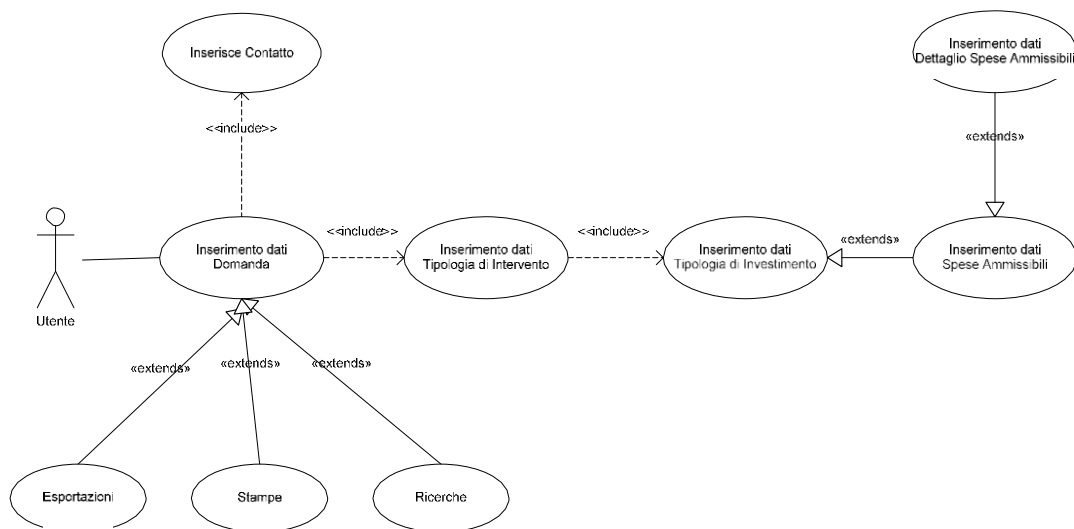 Inserisce Contatto
Inserimento dati
Dettaglio Spese Ammissibili
<<include>>
«extends»
Utente
Inserimento dati
Domanda
<<include>>
Inserimento dati
Tipologia di Intervento
<<include>>
Inserimento dati
Tipologia di Investimento
«extends»
Inserimento dati
Spese Ammissibili
«extends»
«extends»
«extends»
Esportazioni
Stampe
Ricerche